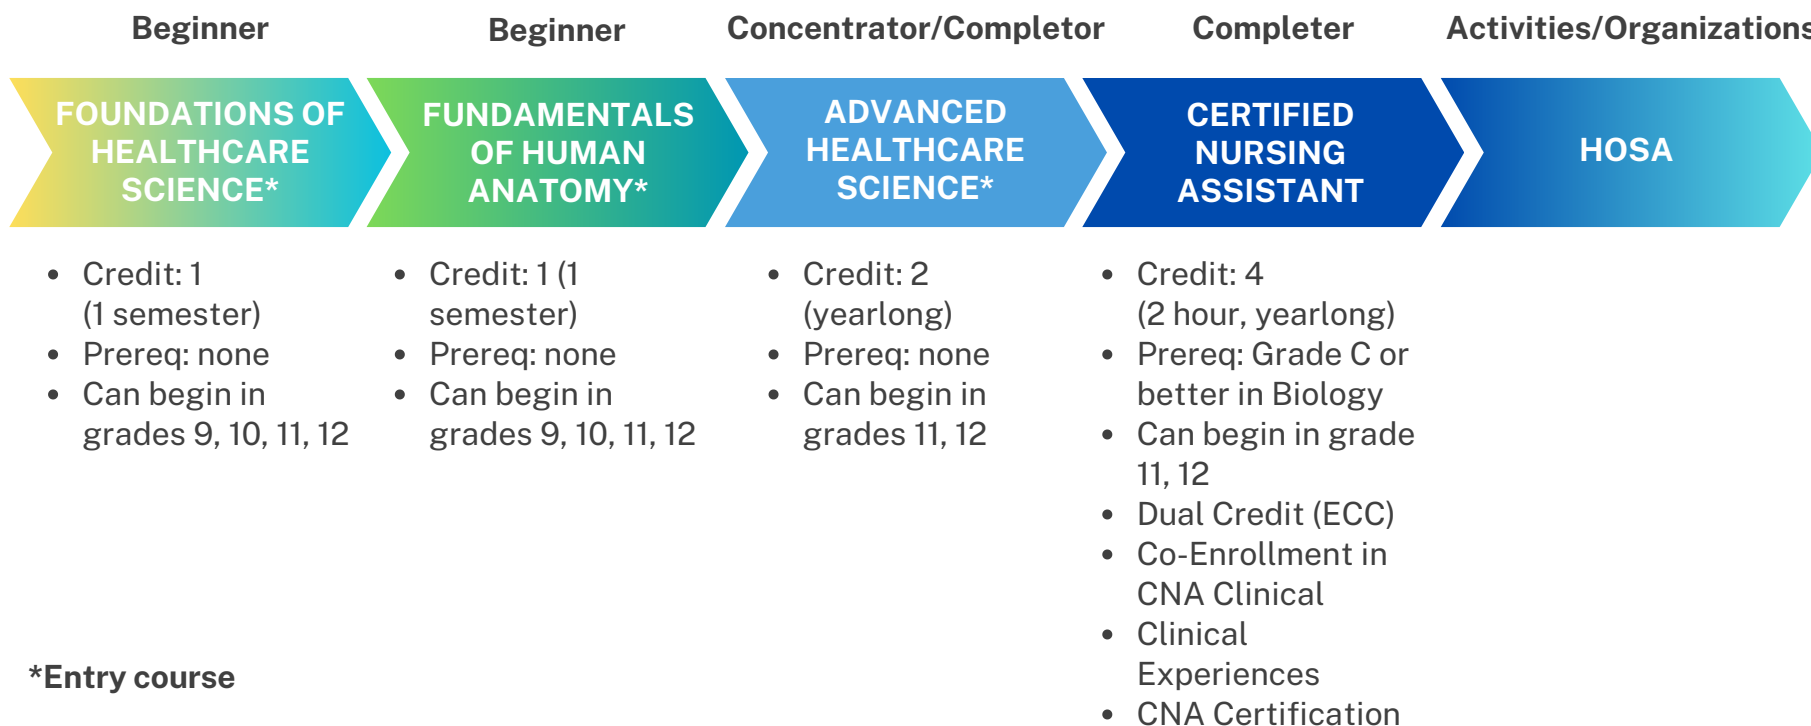 Beginner
FOUNDATIONS OF
HEALTHCARE
SCIENCE*
• Credit: 1
(1 semester)
• Prereq: none
• Can begin in
grades 9, 10, 11, 12
Beginner
FUNDAMENTALS
OF HUMAN
ANATOMY*
• Credit: 1 (1
semester)
• Prereq: none
• Can begin in
grades 9, 10, 11, 12
Concentrator/Completor
ADVANCED
HEALTHCARE
SCIENCE*
• Credit: 2
(yearlong)
• Prereq: none
• Can begin in
grades 11, 12
Completer
CERTIFIED
NURSING
ASSISTANT
• Credit: 4
(2 hour, yearlong)
• Prereq: Grade C or
better in Biology
• Can begin in grade
11, 12
• Dual Credit (ECC)
• Co-Enrollment in
CNA Clinical
• Clinical
Experiences
• CNA Certification
Activities/Organizations
HOSA
*Entry course